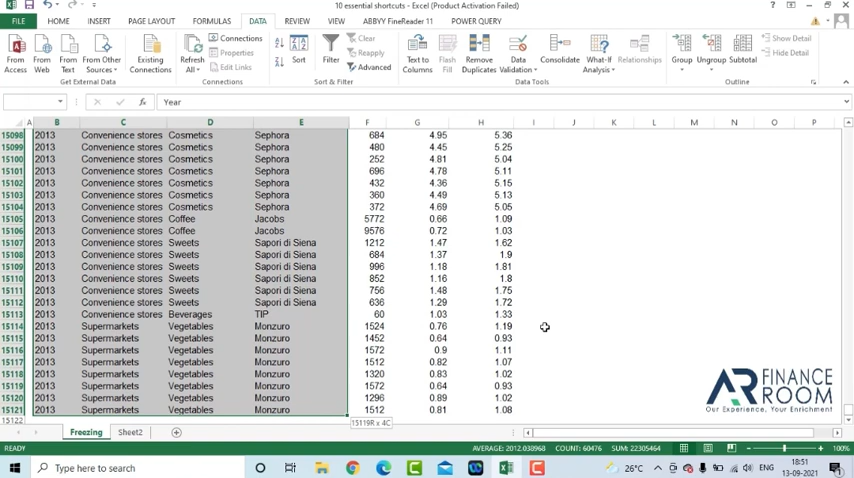 10 essential shortcuts - Excel (Product Activation Failed)
FILE HOME INSERT PAGE LAYOUT FORMULAS DATA REVIEW VIEW ABBYY FineReader 11 POWER QUERY
From Access
From Web
From Text
From Other Sources
Existing Connections
Refresh All
Connections
Properties
Edit Links
Sort
Filter
Clear
Reapply
Advanced
Text to Columns
Flash Fill
Remove Duplicates
Data Validation
Consolidate
What-If Analysis
Relationships
Group
Ungroup
Subtotal
Show Detail
Hide Detail
Get External Data Connections Sort & Filter Data Tools Outline
fx Year
A B C D E F G H I J K L M N O P
15098 2013 Convenience stores Cosmetics Sephora 684 4.95 5.36
15099 2013 Convenience stores Cosmetics Sephora 480 4.45 5.25
15100 2013 Convenience stores Cosmetics Sephora 252 4.81 5.04
15101 2013 Convenience stores Cosmetics Sephora 696 4.78 5.11
15102 2013 Convenience stores Cosmetics Sephora 432 4.36 5.15
15103 2013 Convenience stores Cosmetics Sephora 360 4.49 5.13
15104 2013 Convenience stores Cosmetics Sephora 372 4.69 5.05
15105 2013 Convenience stores Coffee Jacobs 5772 0.66 1.09
15106 2013 Convenience stores Coffee Jacobs 9576 0.72 1.03
15107 2013 Convenience stores Sweets Sapori di Siena 1212 1.47 1.62
15108 2013 Convenience stores Sweets Sapori di Siena 684 1.37 1.9
15109 2013 Convenience stores Sweets Sapori di Siena 996 1.18 1.81
15110 2013 Convenience stores Sweets Sapori di Siena 852 1.16 1.8
15111 2013 Convenience stores Sweets Sapori di Siena 756 1.48 1.75
15112 2013 Convenience stores Sweets Sapori di Siena 636 1.29 1.72
15113 2013 Convenience stores Beverages TIP 60 1.03 1.33
15114 2013 Supermarkets Vegetables Monzuro 1524 0.76 1.19
15115 2013 Supermarkets Vegetables Monzuro 1452 0.64 0.93
15116 2013 Supermarkets Vegetables Monzuro 1572 0.9 1.11
15117 2013 Supermarkets Vegetables Monzuro 1512 0.82 1.07
15118 2013 Supermarkets Vegetables Monzuro 1320 0.83 1.02
15119 2013 Supermarkets Vegetables Monzuro 1572 0.64 0.93
15120 2013 Supermarkets Vegetables Monzuro 1296 0.89 1.02
15121 2013 Supermarkets Vegetables Monzuro 1512 0.81 1.08
15122
15119R x 4C
AR FINANCE ROOM
Our Experience, Your Enrichment
Freezing Sheet2
READY AVERAGE: 2012.038968 COUNT: 60476 SUM: 22305464 100%
Type here to search
26°C ENG 18:51
13-09-2021